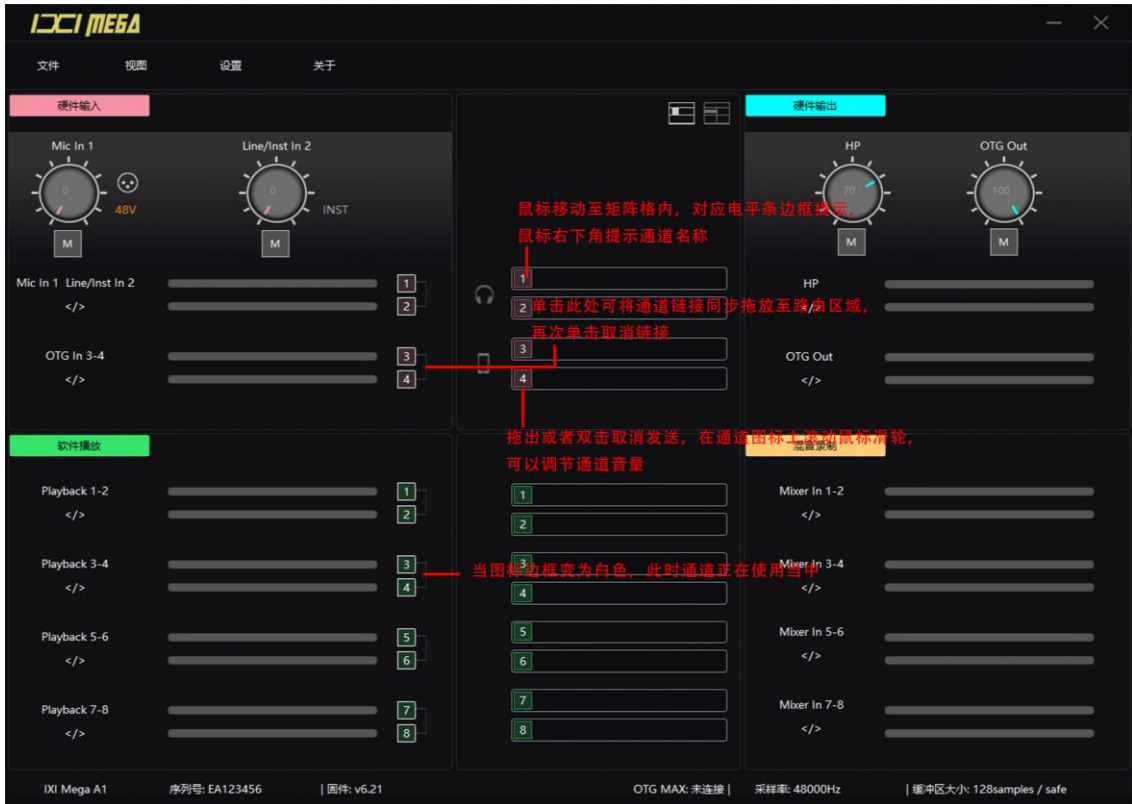 IXI MEGA
文件 视图 设置 关于
硬件输入
Mic In 1 Line/Inst In 2
0 0
48V INST
M M
Mic In 1 Line/Inst In 2 1
</> 2
OTG In 3-4 3
</> 4
鼠标移动至矩阵格内，对应电平条边框提示，
鼠标右下角提示通道名称
1
2 单击此处可将通道链接同步拖放至路由区域，
再次单击取消链接
3
4
拖出或者双击取消发送，在通道图标上滚动鼠标滑轮，
可以调节通道音量
硬件输出
HP OTG Out
70 100
M M
HP
</>
OTG Out
</>
软件播放
Playback 1-2 1
</> 2
Playback 3-4 3
</> 4
Playback 5-6 5
</> 6
Playback 7-8 7
</> 8
1
2
3
当图标边框变为白色，此时通道正在使用当中
4
5
6
7
8
混音录制
Mixer In 1-2
</>
Mixer In 3-4
</>
Mixer In 5-6
</>
Mixer In 7-8
</>
IXI Mega A1 序列号: EA123456 | 固件: v6.21 OTG MAX: 未连接 | 采样率: 48000Hz | 缓冲区大小: 128samples / safe